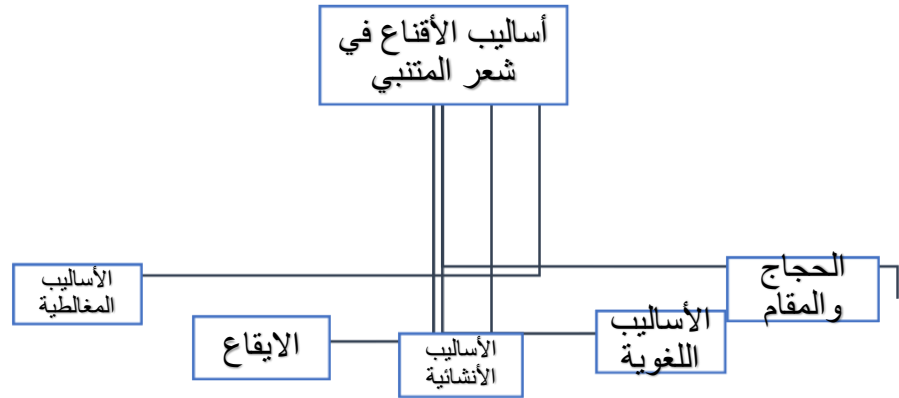 أساليب الأقناع في
شعر المتنبي
الحجاج
والمقام
الأساليب
اللغوية
الأساليب
الأنشائية
الايقاع
الأساليب
المغالطية